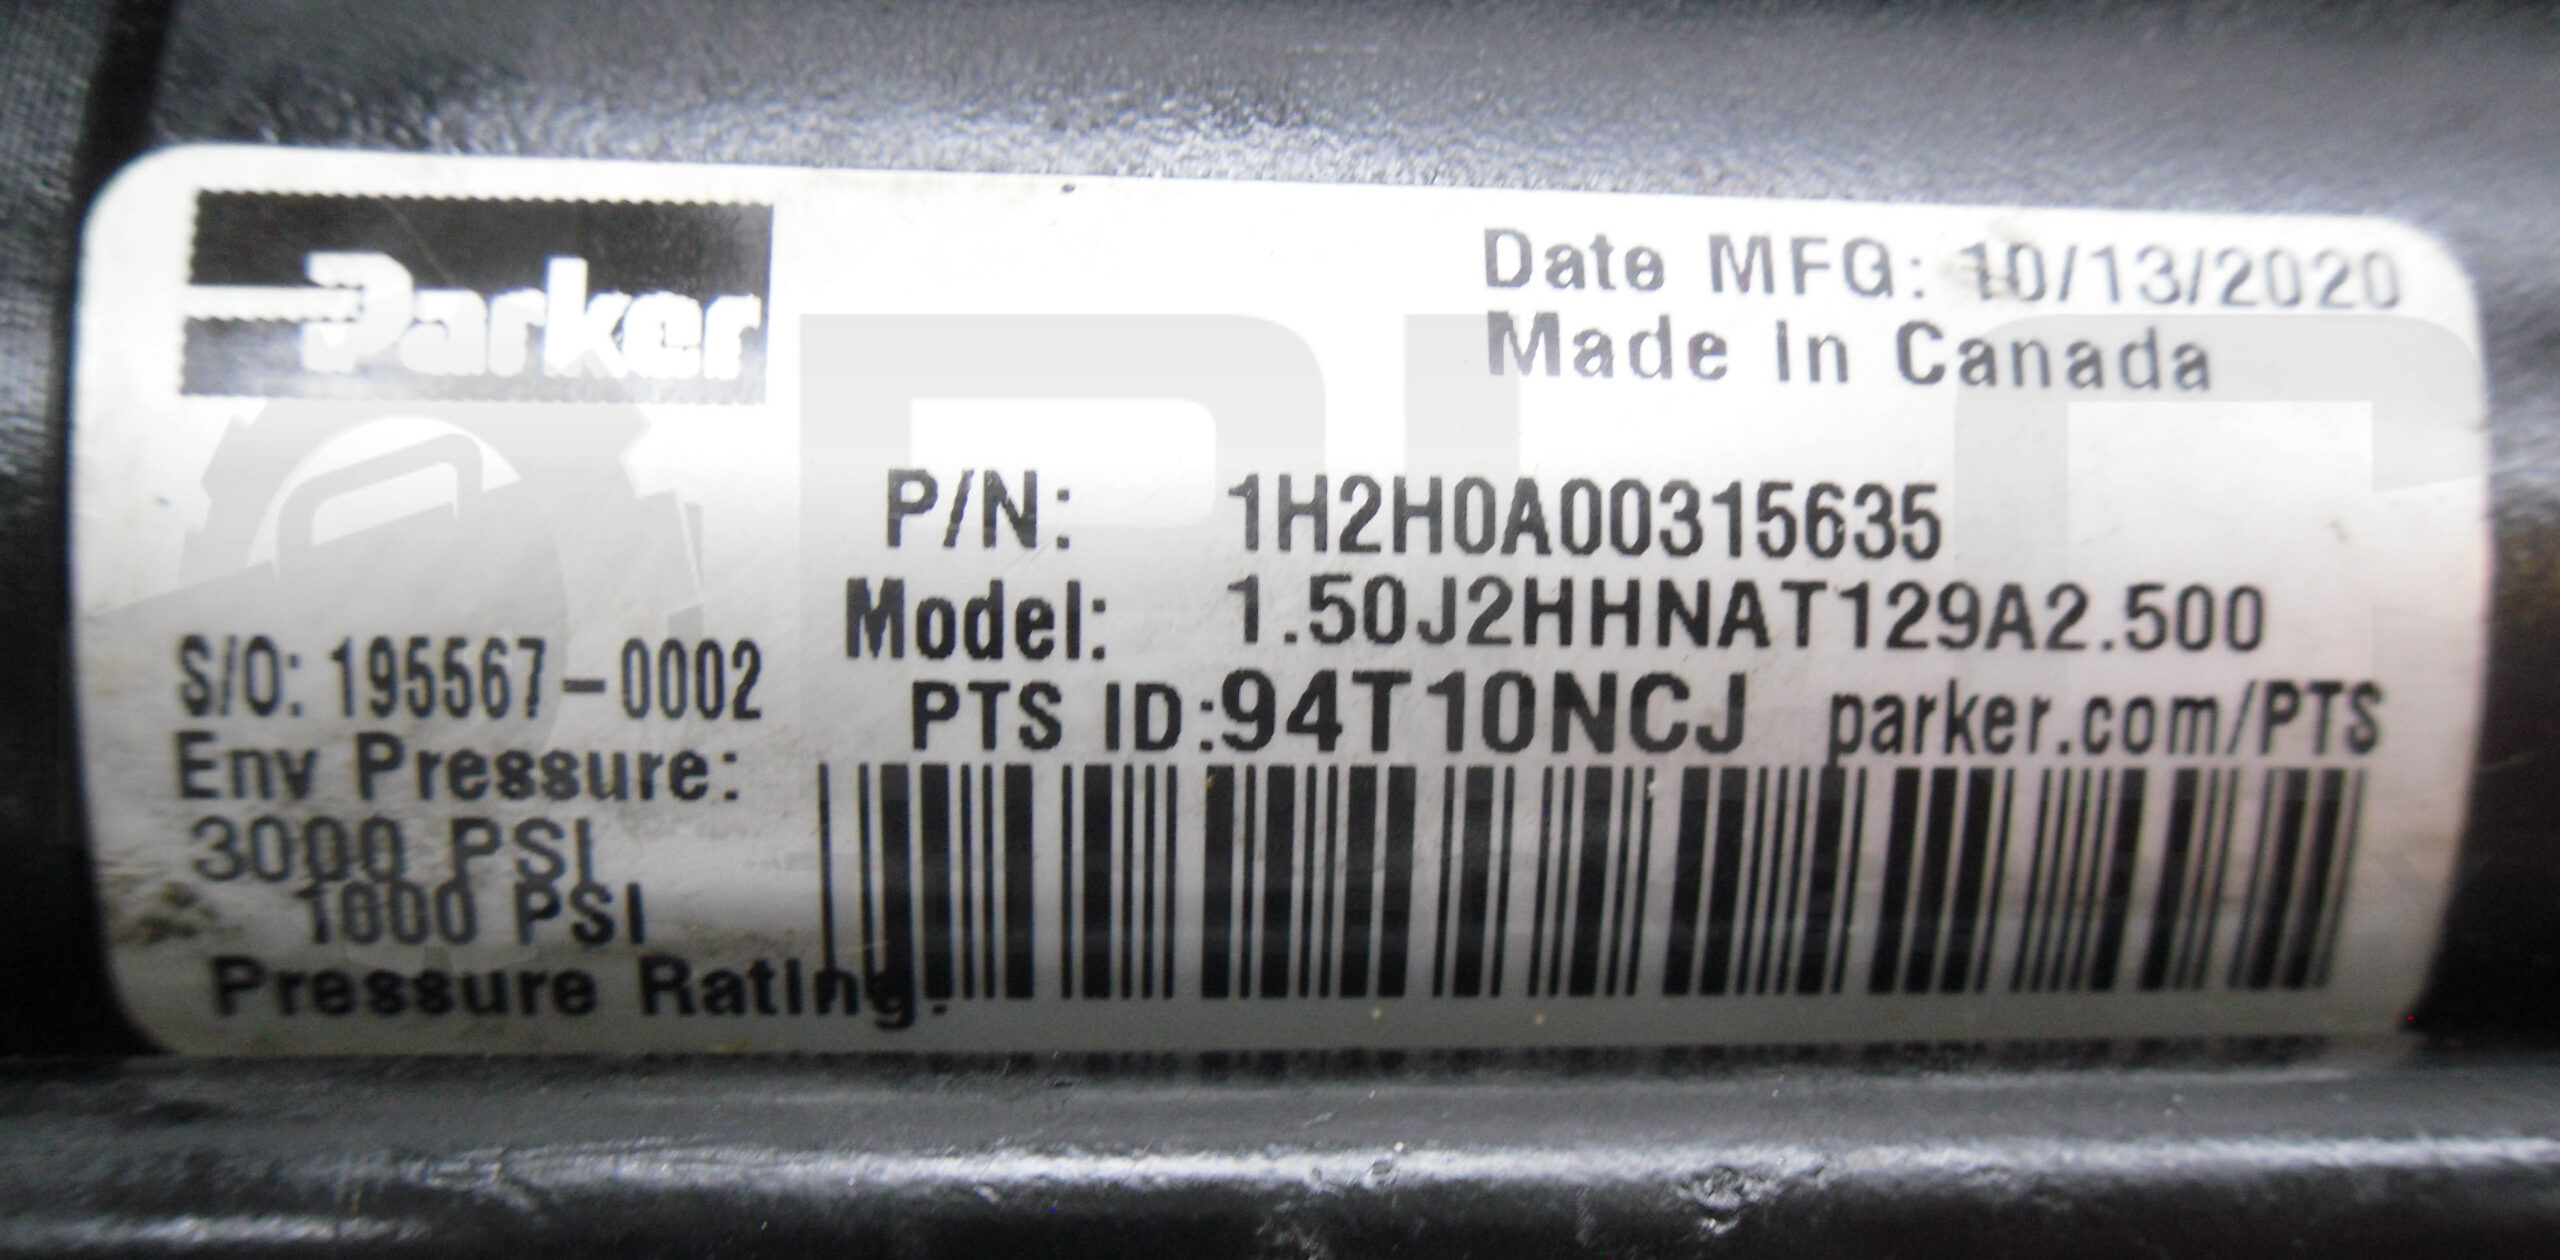 Parker
Date MFG: 10/13/2020
Made in Canada
P/N: 1H2H0A00315635
Model: 1.50J2HHNAT129A2.500
S/O: 195567-0002
PTS ID:94T10NCJ parker.com/PTS
Env Pressure:
3000 PSI
1000 PSI
Pressure Rating: